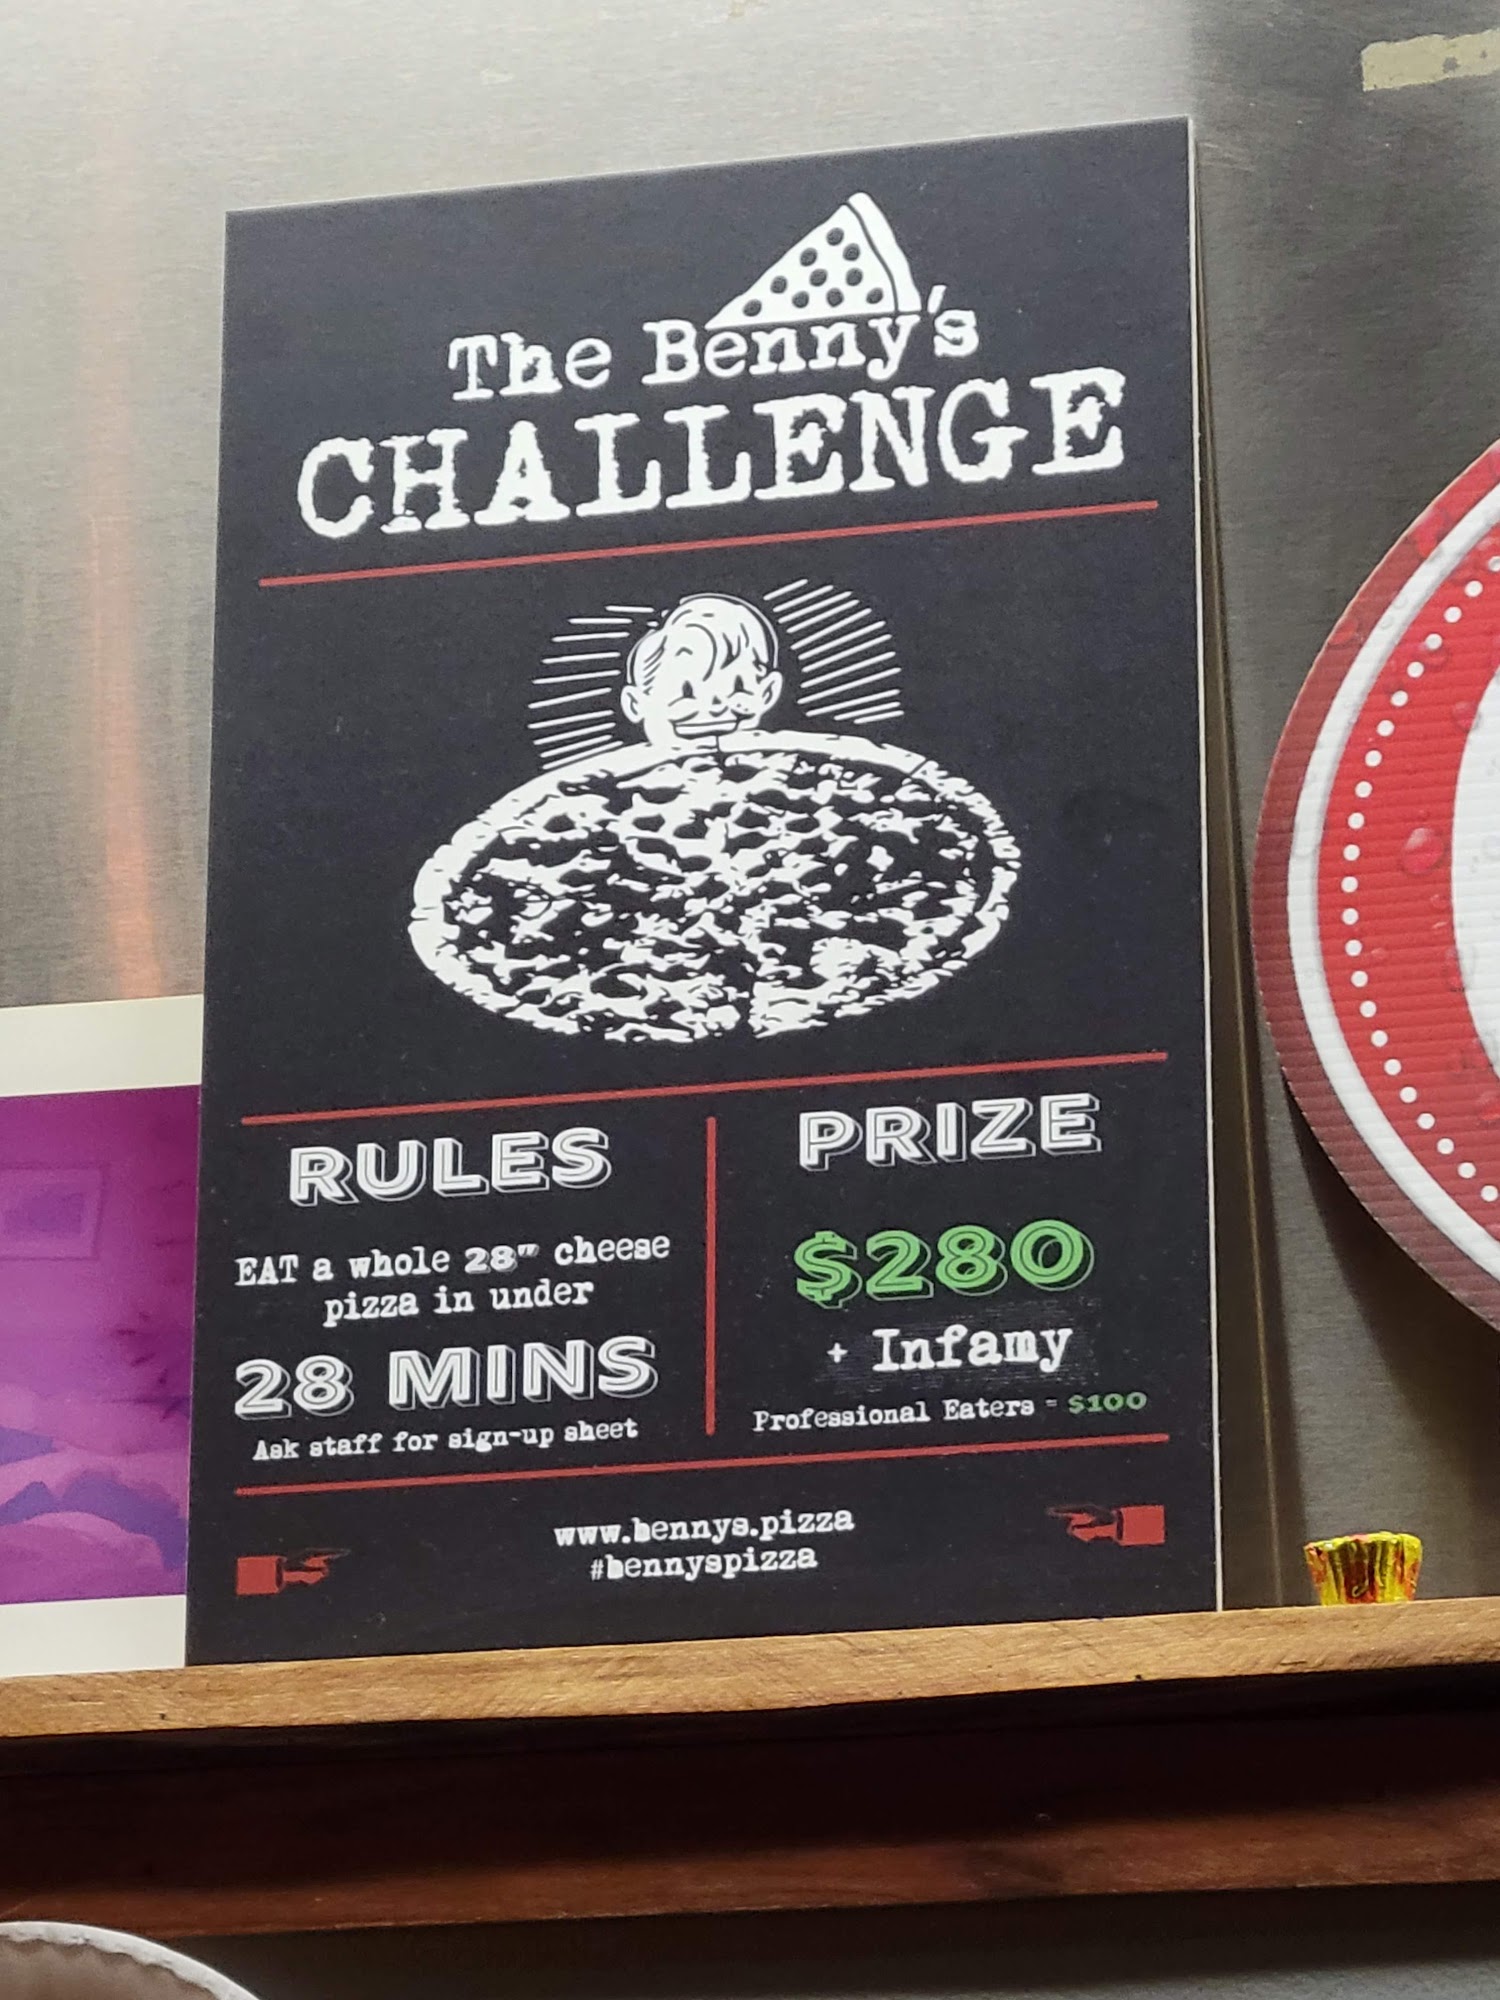 The Benny's
CHALLENGE
RULES
EAT a whole 28" cheese
pizza in under
28 MINS
Ask staff for sign-up sheet
PRIZE
$280
+ Infamy
Professional Eaters = $100
www.bennys.pizza
#bennyspizza